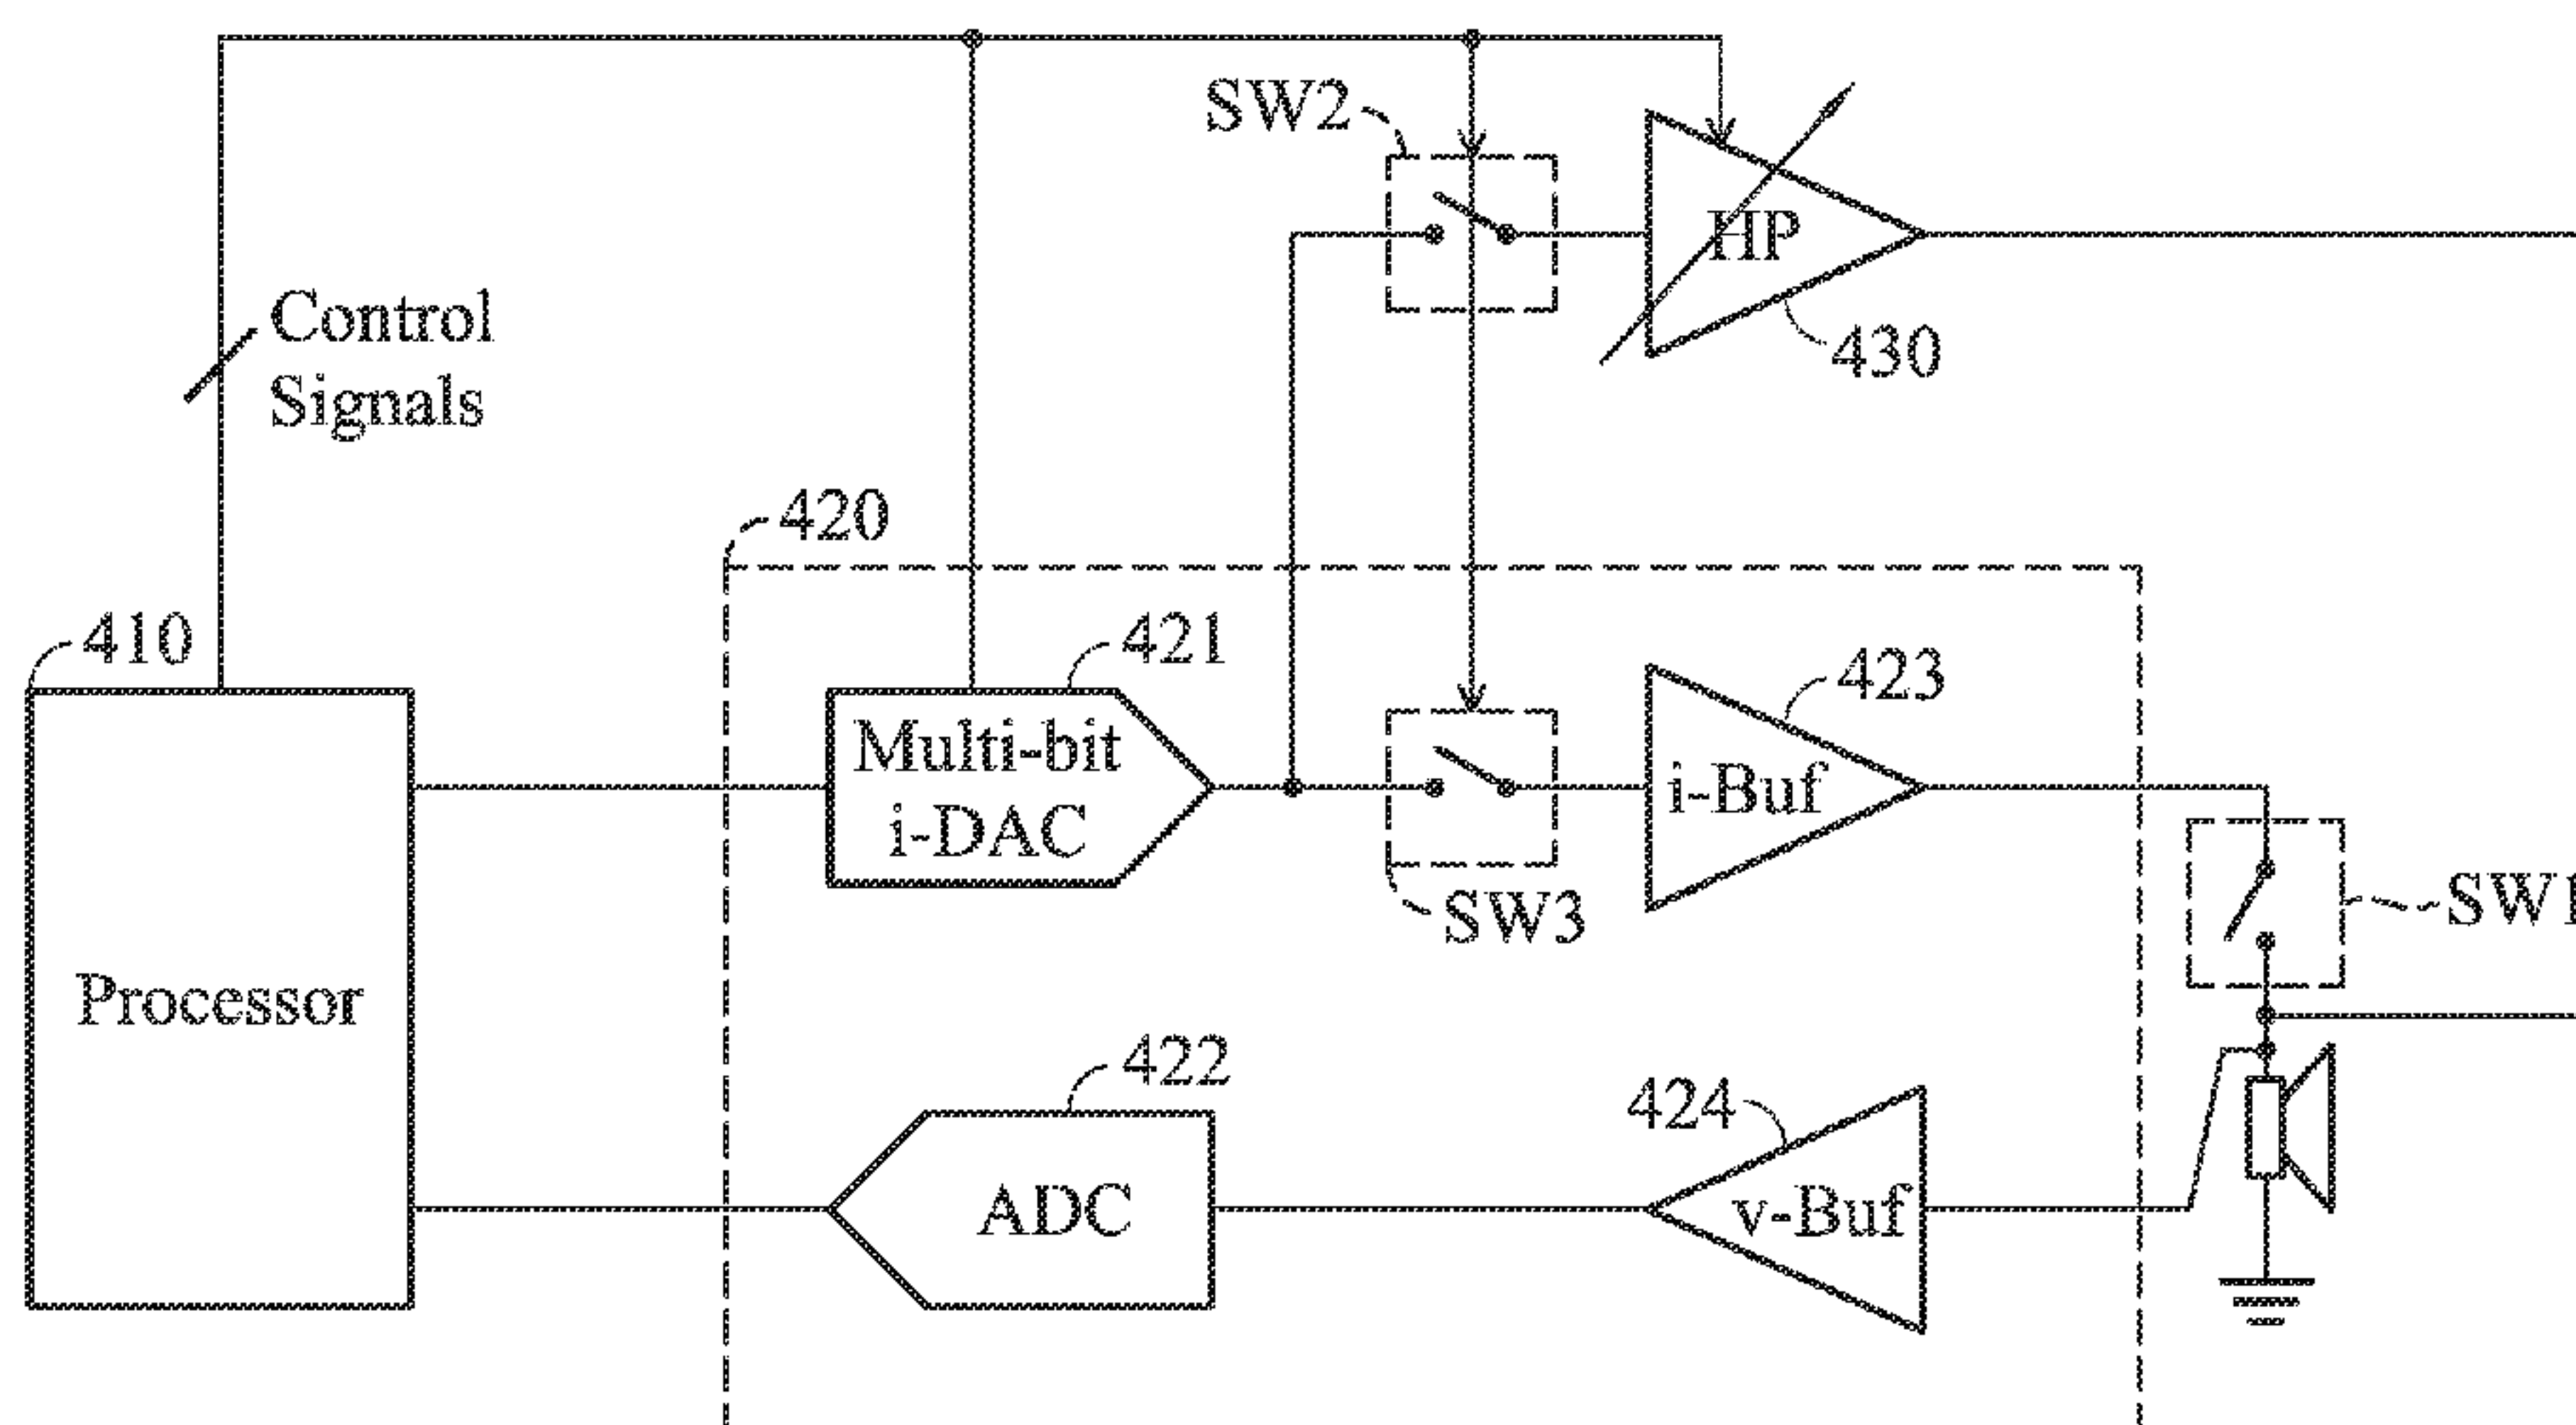 SW2
HP
430
Control
Signals
420
410
421
423
Multi-bit
i-DAC
i-Buf
SW3
SW1
Processor
422
424
ADC
v-Buf